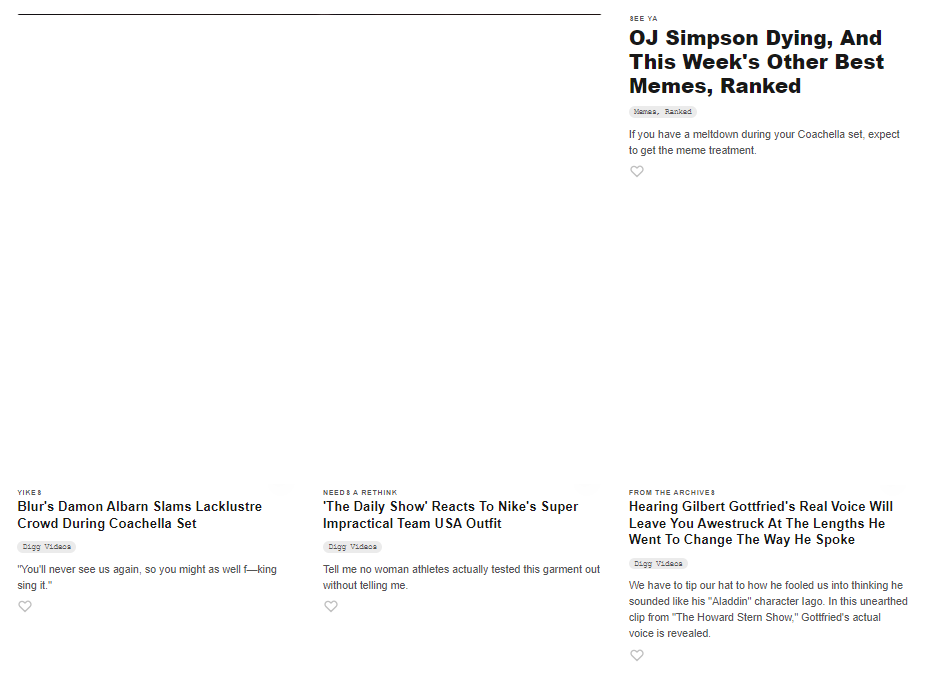 SEE YA
OJ Simpson Dying, And
This Week's Other Best
Memes, Ranked
Memes, Ranked
If you have a meltdown during your Coachella set, expect
to get the meme treatment.
YIKES
Blur's Damon Albarn Slams Lacklustre
Crowd During Coachella Set
Digg Videos
"You'll never see us again, so you might as well f—king
sing it."
NEEDS A RETHINK
'The Daily Show' Reacts To Nike's Super
Impractical Team USA Outfit
Digg Videos
Tell me no woman athletes actually tested this garment out
without telling me.
FROM THE ARCHIVES
Hearing Gilbert Gottfried's Real Voice Will
Leave You Awestruck At The Lengths He
Went To Change The Way He Spoke
Digg Videos
We have to tip our hat to how he fooled us into thinking he
sounded like his "Aladdin" character Iago. In this unearthed
clip from "The Howard Stern Show," Gottfried's actual
voice is revealed.